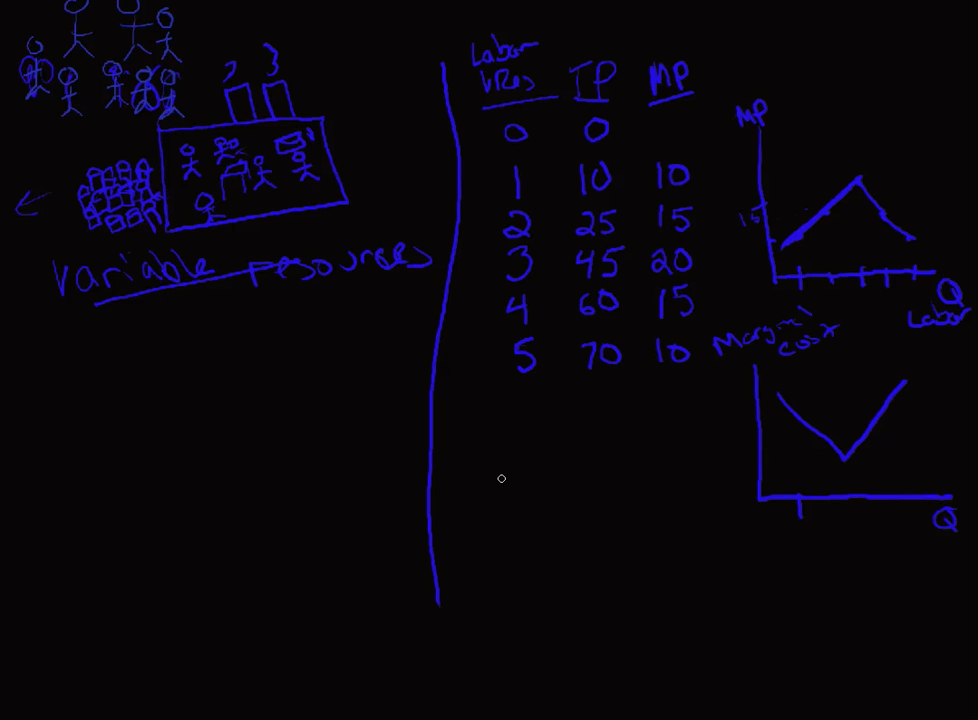 Variable resources
Labor TP MP
VRes
0 0
1 10 10
2 25 15
3 45 20
4 60 15
5 70 10
MP
15
Q
Labor
Marginal
cost
Q